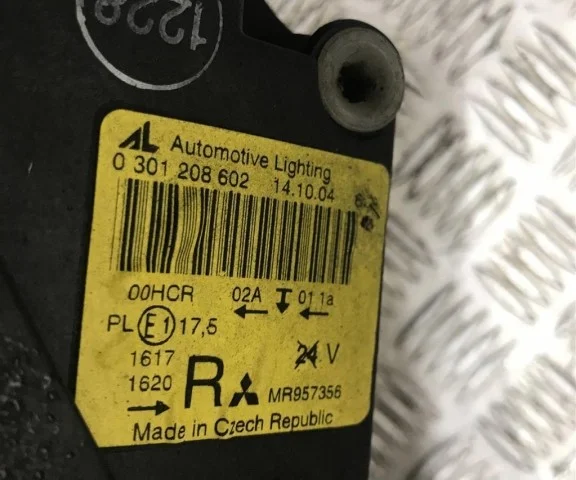 1228
AL Automotive Lighting
0 301 208 602 14.10.04
00HCR 02A 01 1a
PL E1 17,5
1617 24 V
1620 R MR957356
Made in Czech Republic